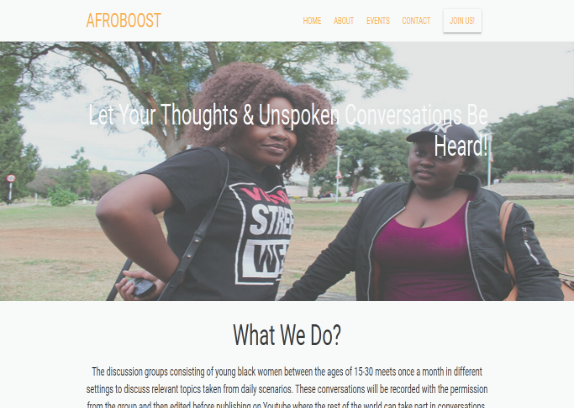 AFROBOOST
HOME ABOUT EVENTS CONTACT JOIN US!
Let Your Thoughts & Unspoken Conversations Be
Heard!
STREE
WE
What We Do?
The discussion groups consisting of young black women between the ages of 15-30 meets once a month in different
settings to discuss relevant topics taken from daily scenarios. These conversations will be recorded with the permission
from the group and then edited before publishing on Youtube where the rest of the world can take part in conversations.